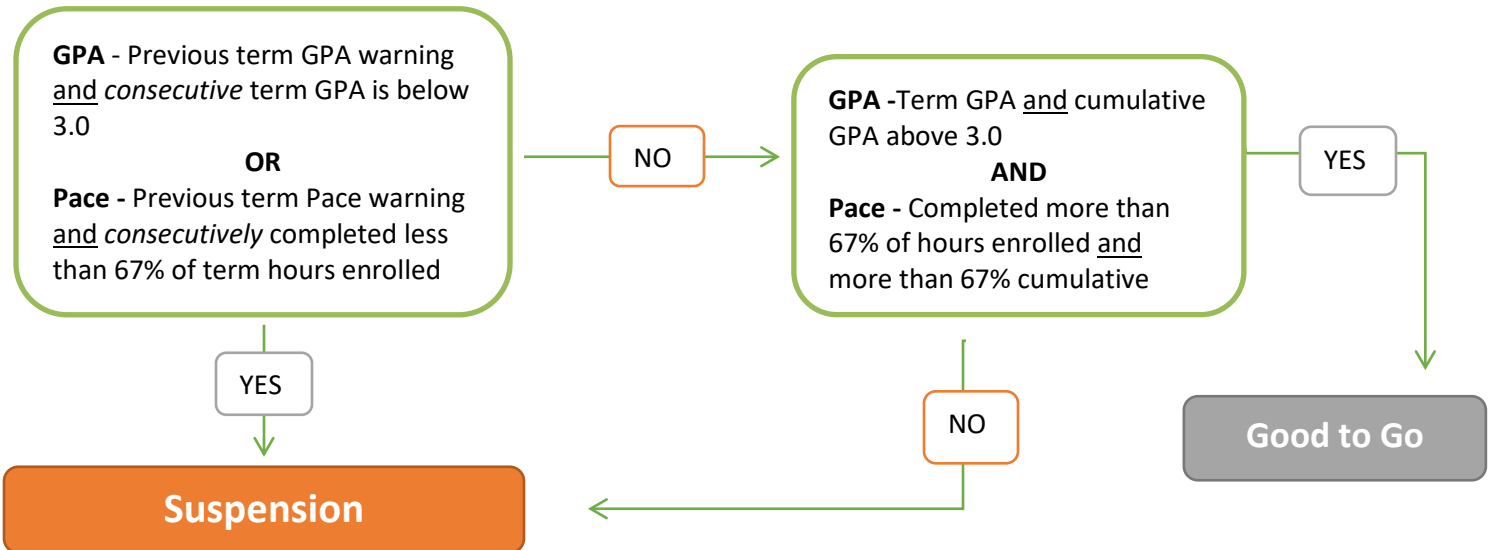 GPA - Previous term GPA warning
and consecutive term GPA is below
3.0
OR
Pace - Previous term Pace warning
and consecutively completed less
than 67% of term hours enrolled
NO
GPA -Term GPA and cumulative
GPA above 3.0
AND
Pace - Completed more than
67% of hours enrolled and
more than 67% cumulative
YES
YES
NO
Good to Go
Suspension